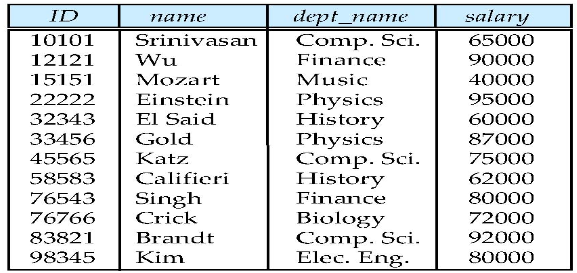 ID name dept_name salary
10101 Srinivasan Comp. Sci. 65000
12121 Wu Finance 90000
15151 Mozart Music 40000
22222 Einstein Physics 95000
32343 El Said History 60000
33456 Gold Physics 87000
45565 Katz Comp. Sci. 75000
58583 Califieri History 62000
76543 Singh Finance 80000
76766 Crick Biology 72000
83821 Brandt Comp. Sci. 92000
98345 Kim Elec. Eng. 80000